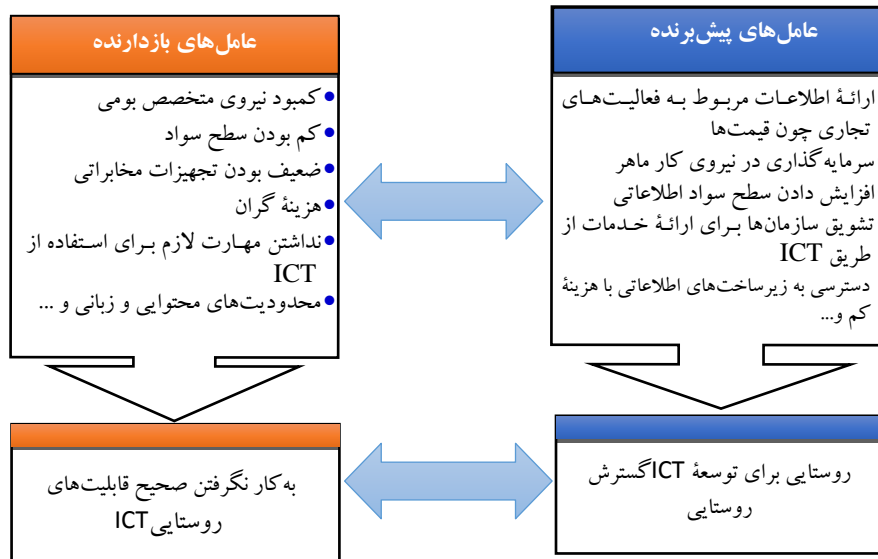 عامل‌های پیش‌برنده
ارائهٔ اطلاعات مربوط به فعالیت‌های
تجاری چون قیمت‌ها
سرمایه‌گذاری در نیروی کار ماهر
افزایش دادن سطح سواد اطلاعاتی
تشویق سازمان‌ها برای ارائهٔ خدمات از
طریق ICT
دسترسی به زیرساخت‌های اطلاعاتی با هزینهٔ
کم و...
عامل‌های بازدارنده
• کمبود نیروی متخصص بومی
• کم بودن سطح سواد
• ضعیف بودن تجهیزات مخابراتی
• هزینهٔ گران
• نداشتن مهارت لازم برای استفاده از
ICT
• محدودیت‌های محتوایی و زبانی و ...
روستایی برای توسعهٔ ICTگسترش
روستایی
به‌کار نگرفتن صحیح قابلیت‌های
روستاییICT